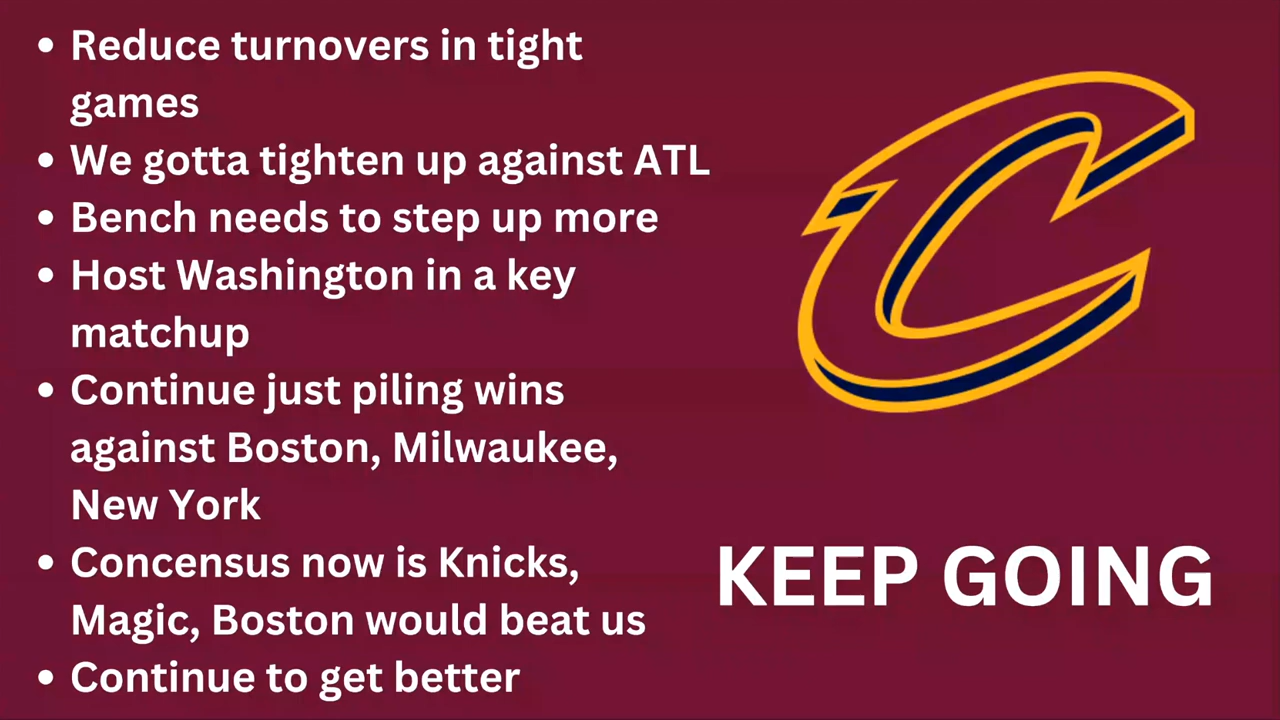 • Reduce turnovers in tight
games
• We gotta tighten up against ATL
• Bench needs to step up more
• Host Washington in a key
matchup
• Continue just piling wins
against Boston, Milwaukee,
New York
• Concensus now is Knicks,
Magic, Boston would beat us
• Continue to get better
C
KEEP GOING